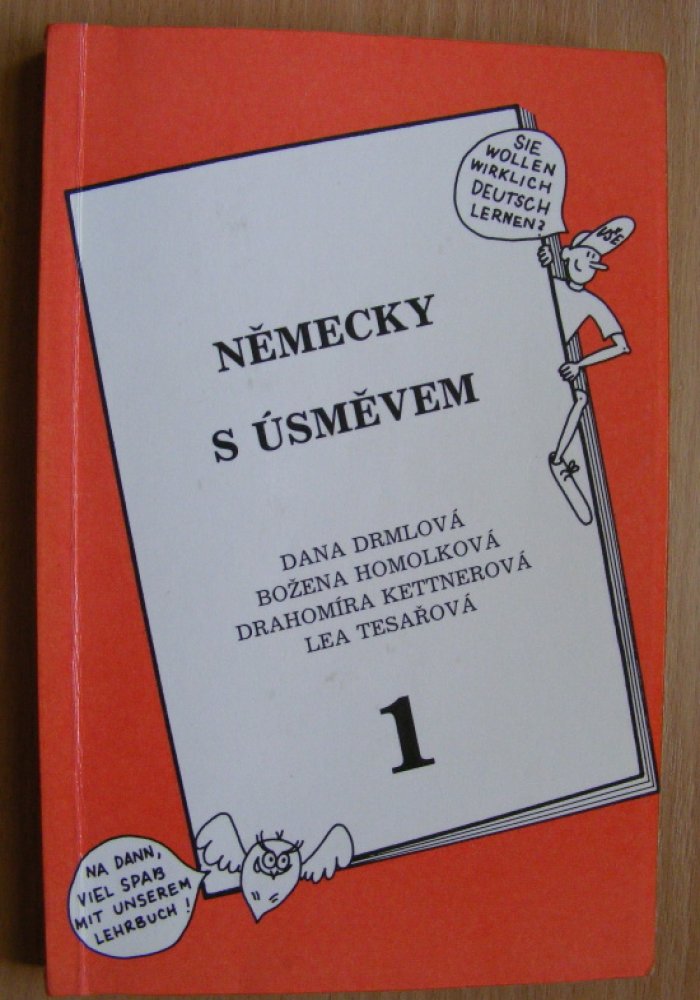 SIE
WOLLEN
WIRKLICH
DEUTSCH
LERNEN?
VŠE
NĚMECKY
S ÚSMĚVEM
DANA DRMLOVÁ
BOŽENA HOMOLKOVÁ
DRAHOMÍRA KETTNEROVÁ
LEA TESAŘOVÁ
1
NA DANN,
VIEL SPAß
MIT UNSEREM
LEHRBUCH!